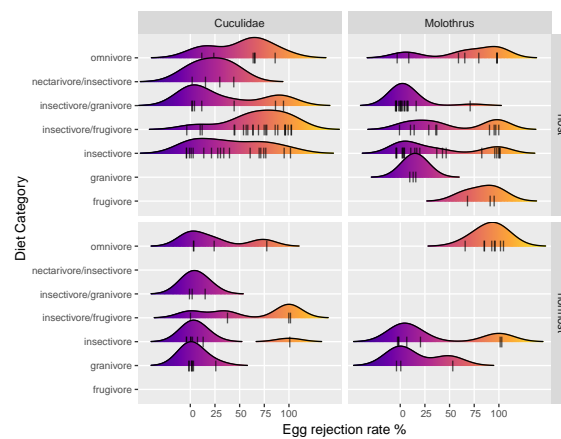 Cuculidae
Molothrus
omnivore
nectarivore/insectivore
insectivore/granivore
insectivore/frugivore
insectivore
granivore
frugivore
omnivore
nectarivore/insectivore
insectivore/granivore
insectivore/frugivore
insectivore
granivore
frugivore
Diet Category
0 25 50 75 100
0 25 50 75 100
Egg rejection rate %